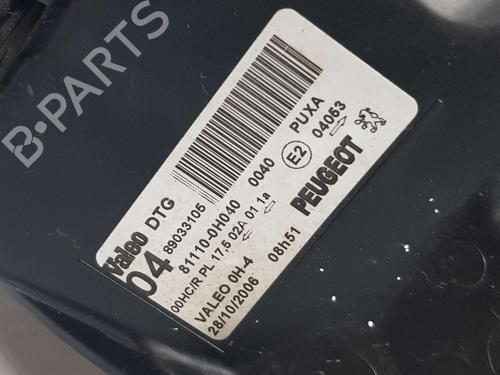 B-PARTS
Valeo DTG
04 89033105
81110-0H040 0040 PUXA
00HC/R PL 17,5 02A 01 1a E2 04053
VALEO 0H-4 PEUGEOT
28/10/2006 08h51